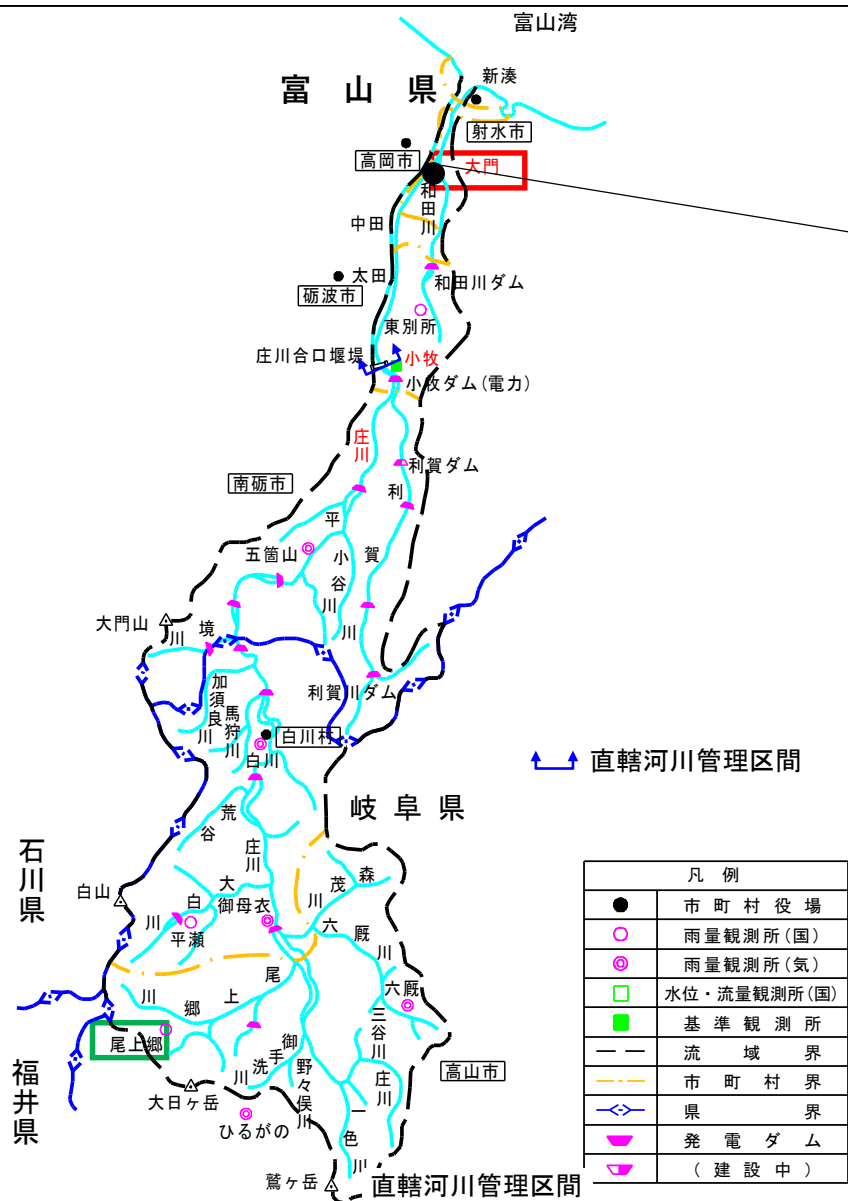 富山湾
富山県
新湊
射水市
高岡市
大門
和田川
中田
太田
砺波市
和田川ダム
東別所
庄川合口堰堤
小牧
小牧ダム(電力)
庄川
利賀ダム
南砺市
利賀川
平
五箇山
小谷川
大門山
境川
利賀川ダム
加須良川
馬狩川
白川村
白川
直轄河川管理区間
岐阜県
荒谷
庄川
石川県
白山
大白川
御母衣
平瀬
森茂川
六厩川
六厩
尾上郷川
三谷川
尾上郷
御手洗川
野々俣川
庄川
高山市
福井県
大日ヶ岳
ひるがの
一色川
鷲ヶ岳
直轄河川管理区間
凡例
市町村役場
雨量観測所(国)
雨量観測所(気)
水位・流量観測所(国)
基準観測所
流域界
市町村界
県界
発電ダム
(建設中)